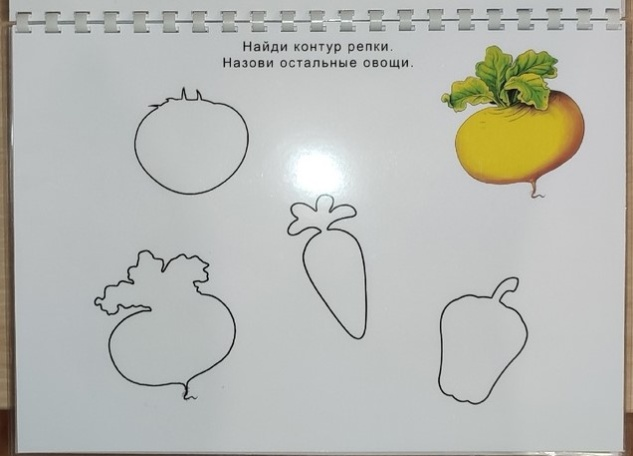 Найди контур репки.
Назови остальные овощи.